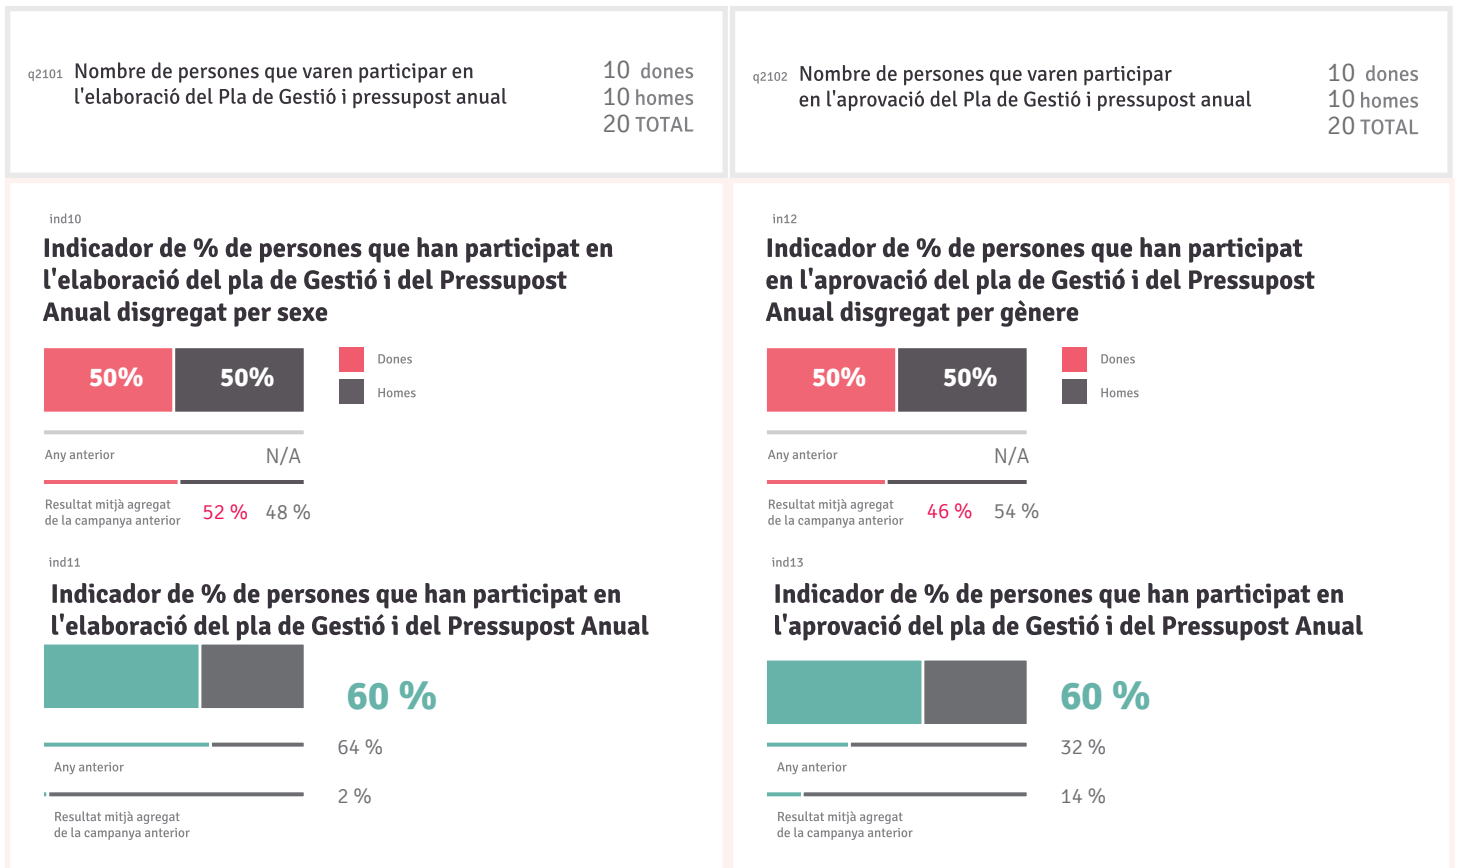 q2101 Nombre de persones que varen participar en
l'elaboració del Pla de Gestió i pressupost anual
10 dones
10 homes
20 TOTAL
q2102 Nombre de persones que varen participar
en l'aprovació del Pla de Gestió i pressupost anual
10 dones
10 homes
20 TOTAL
ind10
Indicador de % de persones que han participat en
l'elaboració del pla de Gestió i del Pressupost
Anual disgregat per sexe
50% 50%
Dones
Homes
Any anterior N/A
Resultat mitjà agregat
de la campanya anterior
52 % 48 %
ind11
Indicador de % de persones que han participat en
l'elaboració del pla de Gestió i del Pressupost Anual
60 %
64 %
Any anterior
2 %
Resultat mitjà agregat
de la campanya anterior
in12
Indicador de % de persones que han participat
en l'aprovació del pla de Gestió i del Pressupost
Anual disgregat per gènere
50% 50%
Dones
Homes
Any anterior N/A
Resultat mitjà agregat
de la campanya anterior
46 % 54 %
ind13
Indicador de % de persones que han participat en
l'aprovació del pla de Gestió i del Pressupost Anual
60 %
32 %
Any anterior
14 %
Resultat mitjà agregat
de la campanya anterior